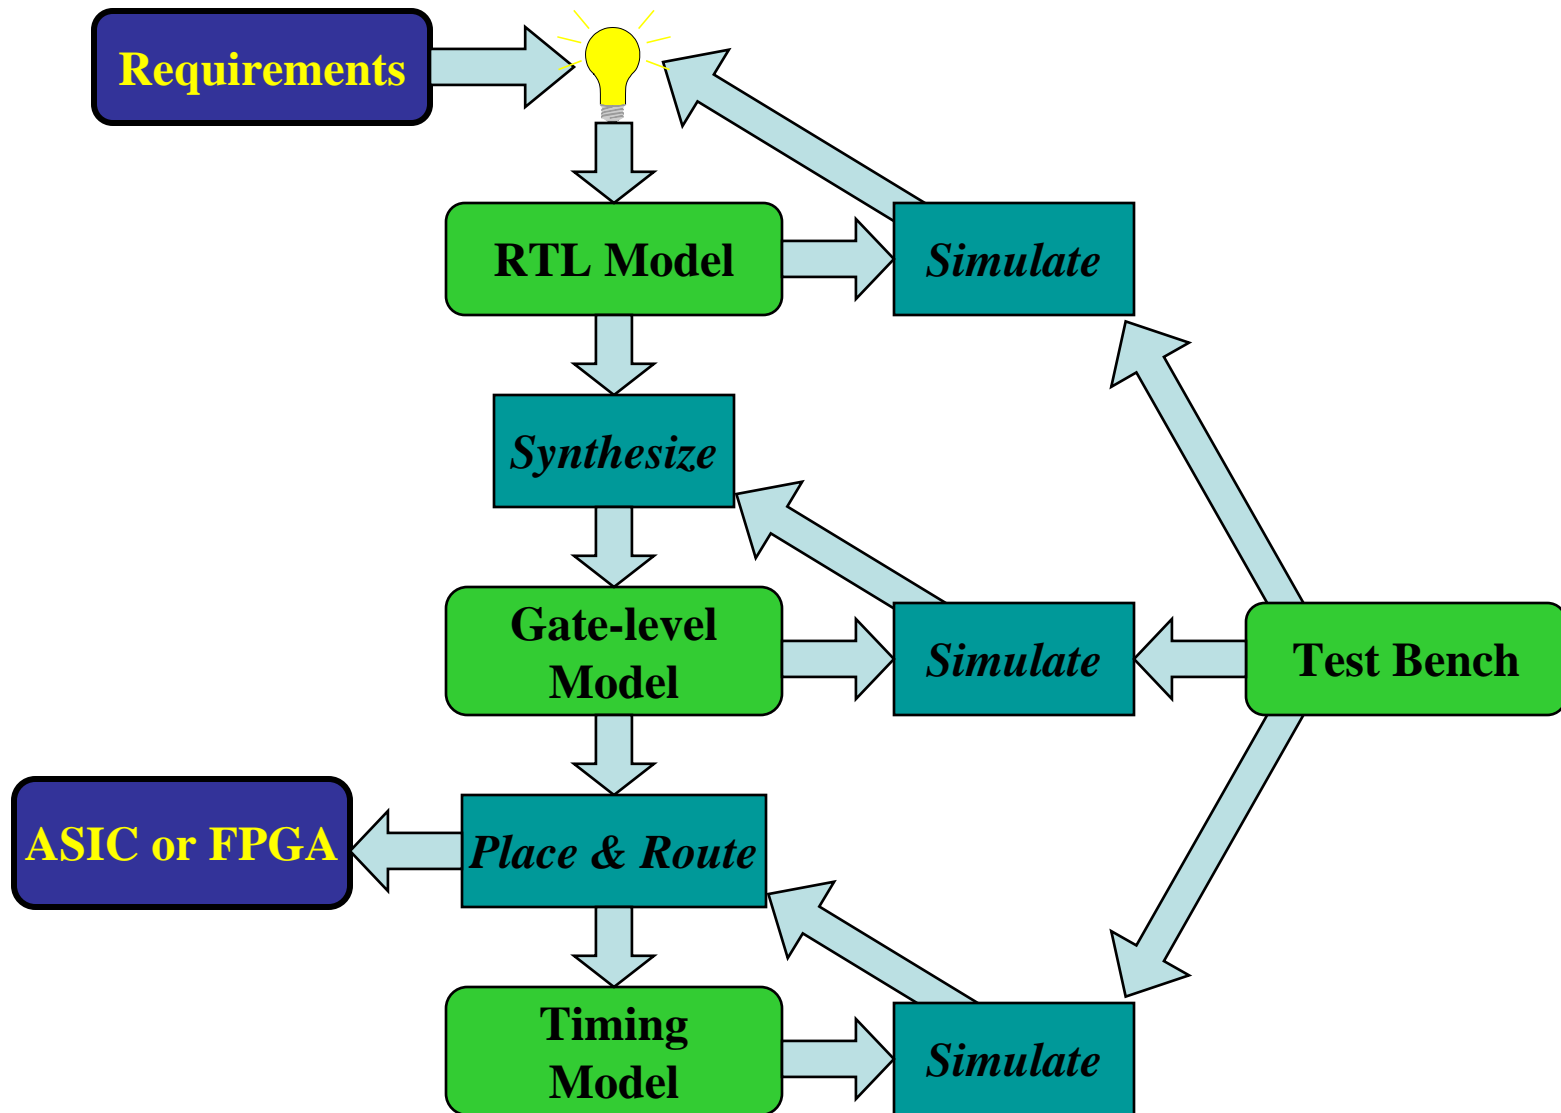 Requirements
RTL Model
Simulate
Synthesize
Gate-level
Model
Simulate
Test Bench
ASIC or FPGA
Place & Route
Timing
Model
Simulate